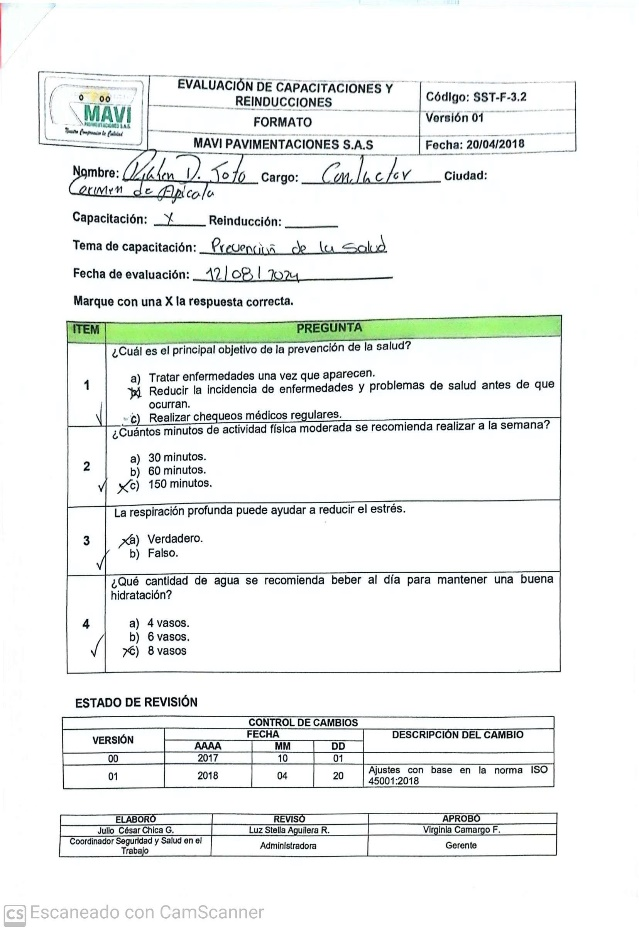 MAVI
PAVIMENTACIONES S.A.S
Nuestro Compromiso la Calidad
EVALUACIÓN DE CAPACITACIONES Y
REINDUCCIONES
FORMATO
MAVI PAVIMENTACIONES S.A.S
Código: SST-F-3.2
Versión 01
Fecha: 20/04/2018
Nombre: D. Soto Cargo: Conductor Ciudad:
Carmen de Apicala
Capacitación: X Reinducción:
Tema de capacitación: Prevención de la salud
Fecha de evaluación: 12/08/2024
Marque con una X la respuesta correcta.
ITEM PREGUNTA
1
¿Cuál es el principal objetivo de la prevención de la salud?
a) Tratar enfermedades una vez que aparecen.
X b) Reducir la incidencia de enfermedades y problemas de salud antes de que
ocurran.
c) Realizar chequeos médicos regulares.
2
¿Cuántos minutos de actividad física moderada se recomienda realizar a la semana?
a) 30 minutos.
b) 60 minutos.
X c) 150 minutos.
3
La respiración profunda puede ayudar a reducir el estrés.
X a) Verdadero.
b) Falso.
4
¿Qué cantidad de agua se recomienda beber al día para mantener una buena
hidratación?
a) 4 vasos.
b) 6 vasos.
X c) 8 vasos
ESTADO DE REVISIÓN
CONTROL DE CAMBIOS
VERSIÓN FECHA DESCRIPCIÓN DEL CAMBIO
AAAA MM DD
00 2017 10 01
01 2018 04 20 Ajustes con base en la norma ISO
45001:2018
ELABORÓ REVISÓ APROBÓ
Julio César Chica G. Luz Stella Aguilera R. Virginia Camargo F.
Coordinador Seguridad y Salud en el
Trabajo Administradora Gerente
CS Escaneado con CamScanner